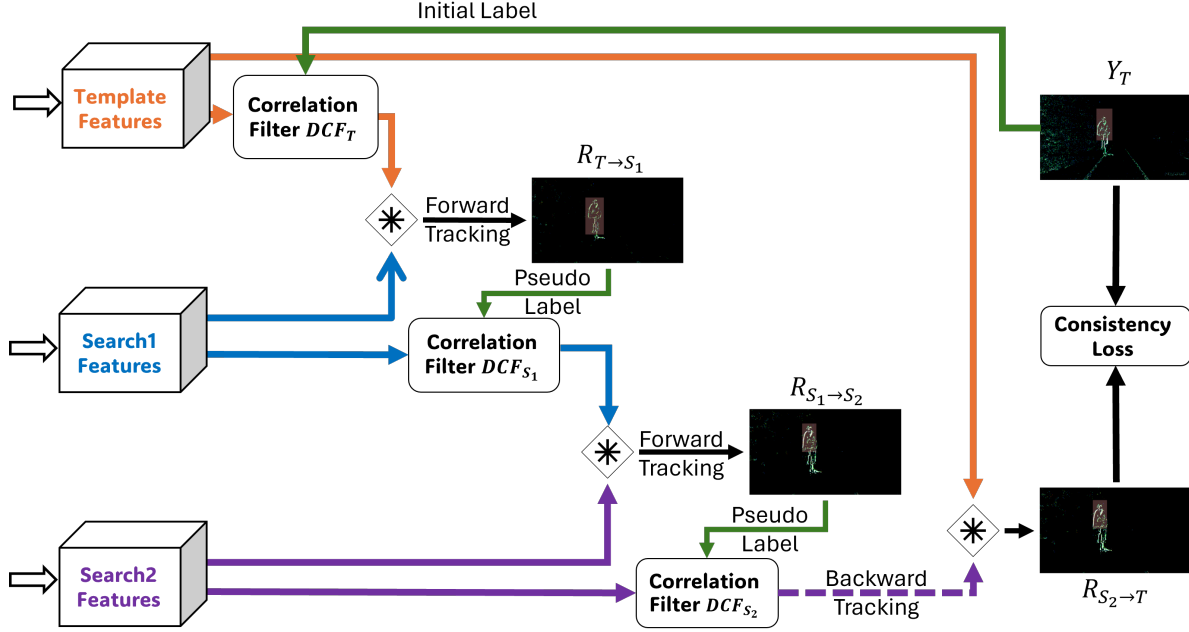 Initial Label
Template
Features
Correlation
Filter DCF_T
Y_T
R_{T→S_1}
Forward
Tracking
Pseudo
Label
Search1
Features
Correlation
Filter DCF_{S_1}
Consistency
Loss
R_{S_1→S_2}
Forward
Tracking
Pseudo
Label
Search2
Features
Correlation
Filter DCF_{S_2}
Backward
Tracking
R_{S_2→T}